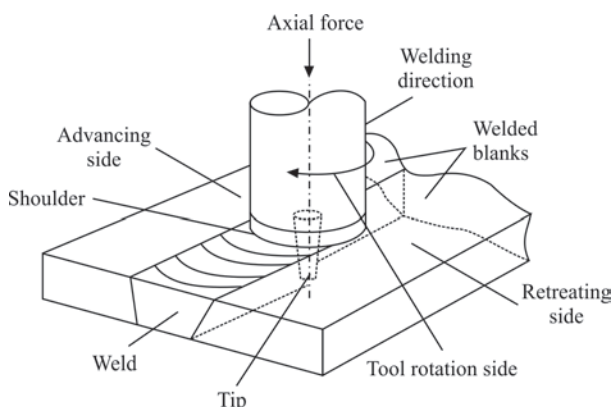 Axial force
Welding
direction
Advancing
side
Welded
blanks
Shoulder
Retreating
side
Weld
Tool rotation side
Tip